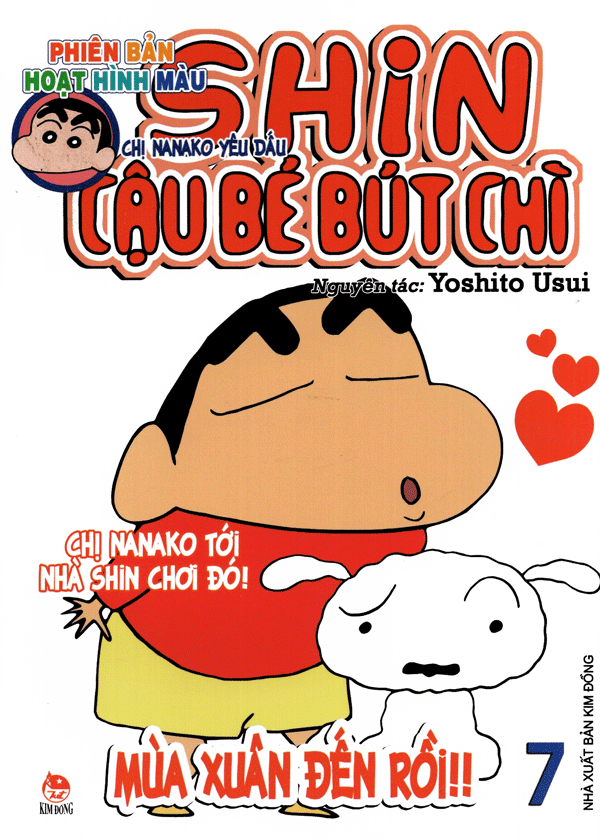 PHIÊN BẢN
HOẠT HÌNH MÀU
SHiN
CHỊ NANAKO YÊU DẤU
CẬU BÉ BÚT CHÌ
Nguyên tác: Yoshito Usui
CHỊ NANAKO TỚI
NHÀ SHIN CHƠI ĐÓ!
MÙA XUÂN ĐẾN RỒI!!
7
NHÀ XUẤT BẢN KIM ĐỒNG
KIM ĐỒNG